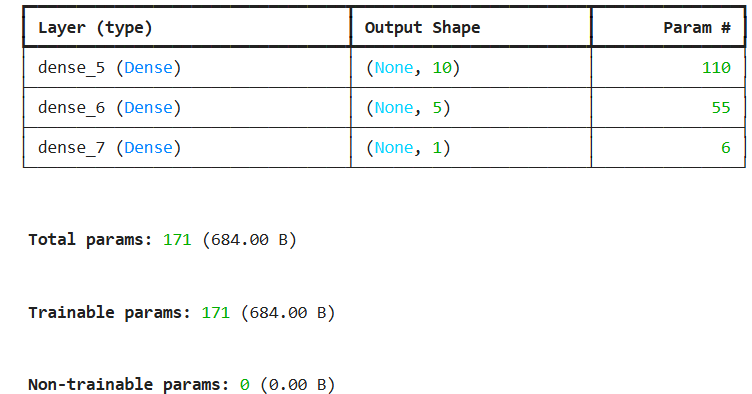 Layer (type) Output Shape Param #
dense_5 (Dense) (None, 10) 110
dense_6 (Dense) (None, 5) 55
dense_7 (Dense) (None, 1) 6
Total params: 171 (684.00 B)
Trainable params: 171 (684.00 B)
Non-trainable params: 0 (0.00 B)